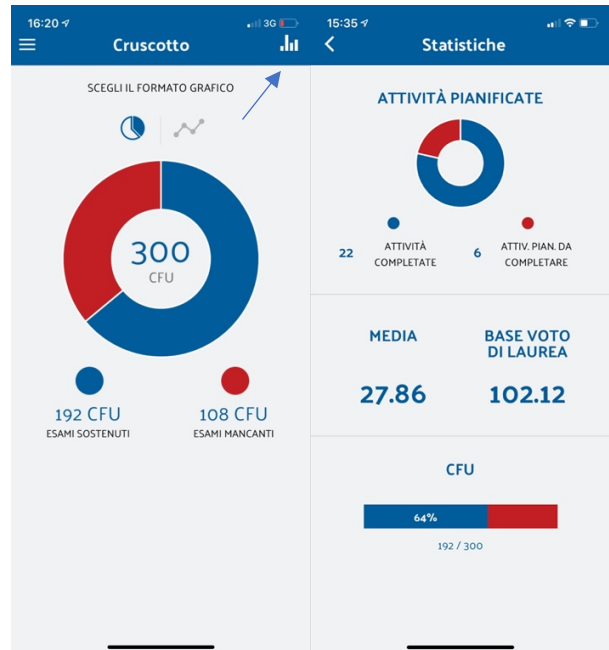 16:20
3G
Cruscotto
SCEGLI IL FORMATO GRAFICO
300
CFU
192 CFU
ESAMI SOSTENUTI
108 CFU
ESAMI MANCANTI
15:35
Statistiche
ATTIVITÀ PIANIFICATE
22
ATTIVITÀ
COMPLETATE
6
ATTIV. PIAN. DA
COMPLETARE
MEDIA
27.86
BASE VOTO
DI LAUREA
102.12
CFU
64%
192 / 300